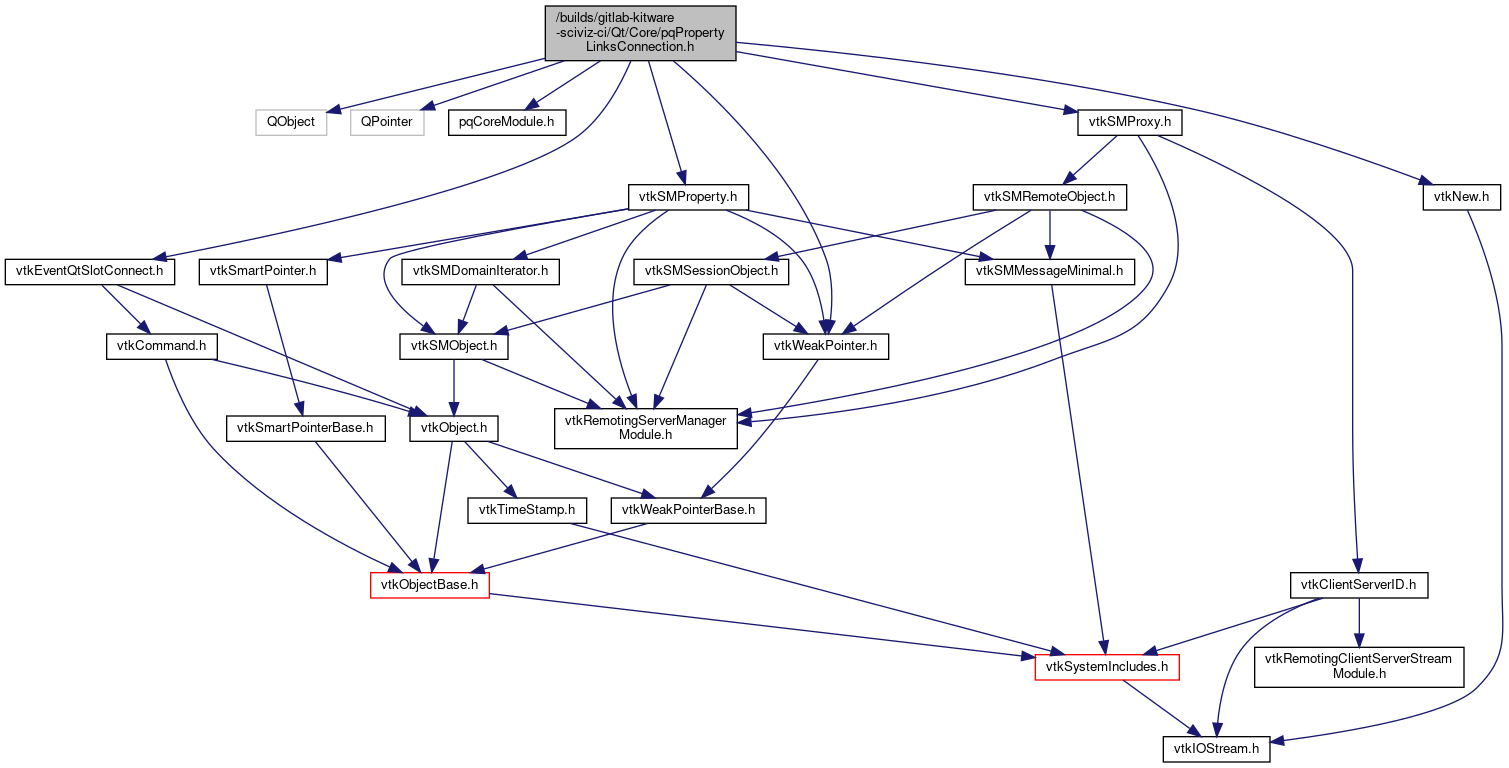 /builds/gitlab-kitware
-sciviz-ci/Qt/Core/pqProperty
LinksConnection.h
QObject
QPointer
pqCoreModule.h
vtkSMProxy.h
vtkSMProperty.h
vtkSMRemoteObject.h
vtkNew.h
vtkEventQtSlotConnect.h
vtkSmartPointer.h
vtkSMDomainIterator.h
vtkSMSessionObject.h
vtkSMMessageMinimal.h
vtkCommand.h
vtkSMObject.h
vtkWeakPointer.h
vtkSmartPointerBase.h
vtkObject.h
vtkRemotingServerManager
Module.h
vtkTimeStamp.h
vtkWeakPointerBase.h
vtkObjectBase.h
vtkClientServerID.h
vtkSystemIncludes.h
vtkRemotingClientServerStream
Module.h
vtkIOStream.h